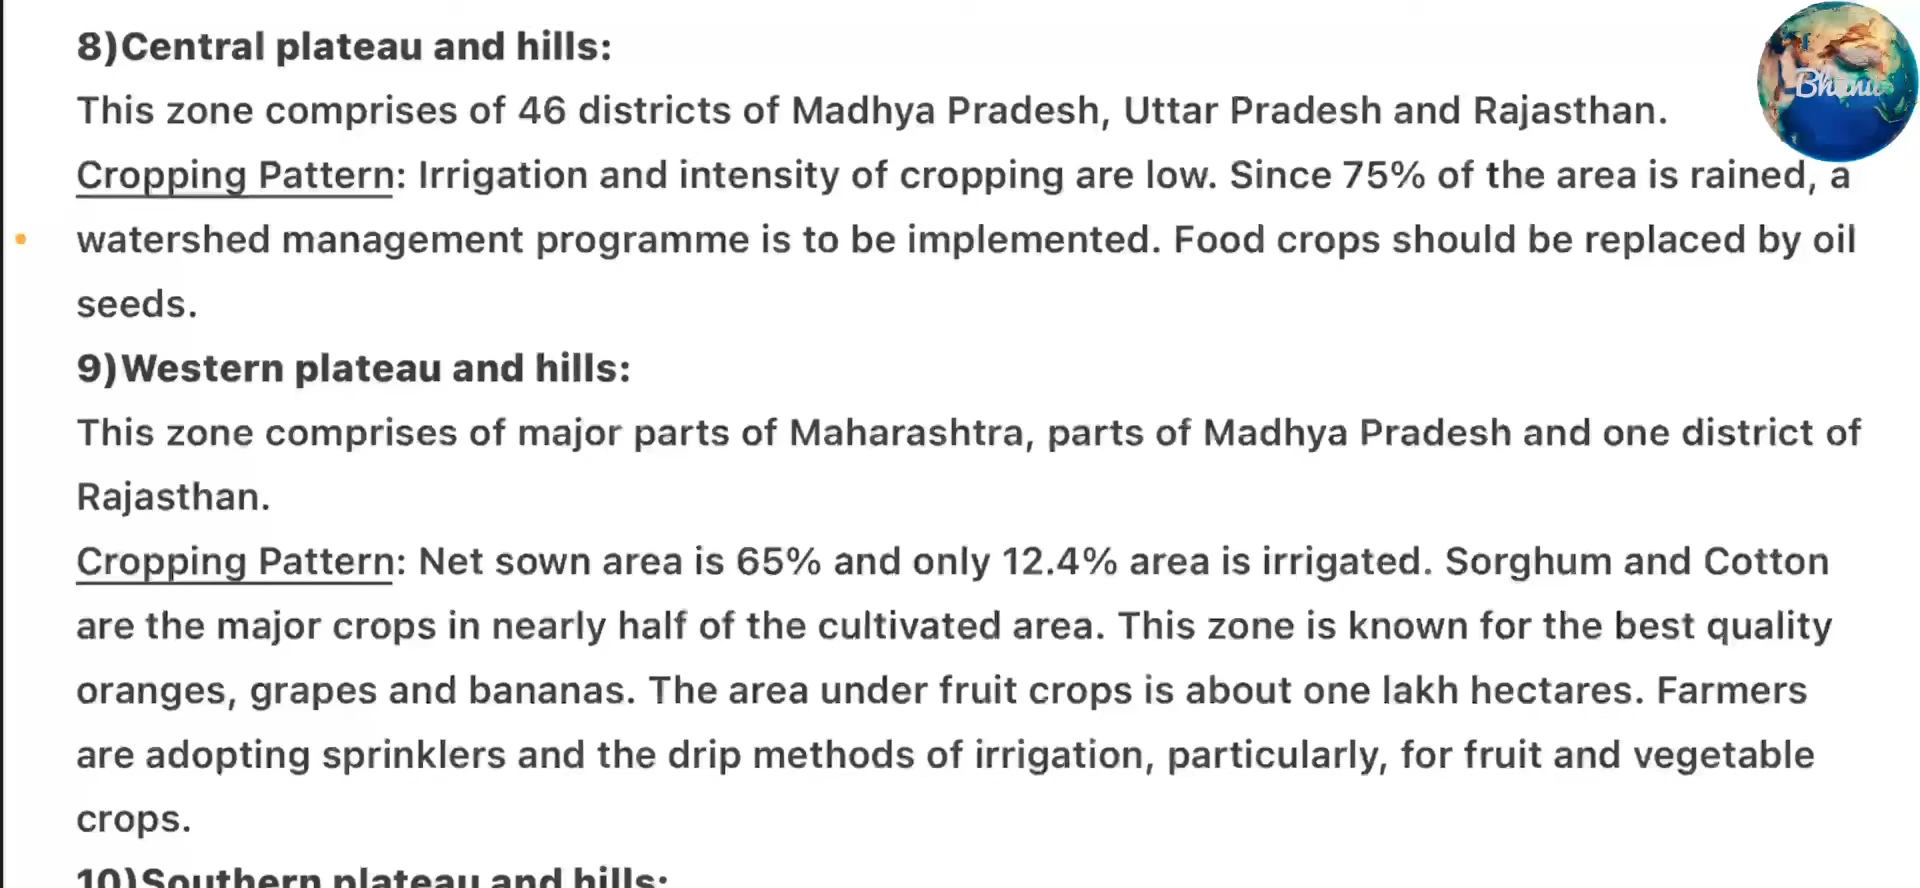 8)Central plateau and hills:
This zone comprises of 46 districts of Madhya Pradesh, Uttar Pradesh and Rajasthan.
Cropping Pattern: Irrigation and intensity of cropping are low. Since 75% of the area is rained, a
watershed management programme is to be implemented. Food crops should be replaced by oil
seeds.
9)Western plateau and hills:
This zone comprises of major parts of Maharashtra, parts of Madhya Pradesh and one district of
Rajasthan.
Cropping Pattern: Net sown area is 65% and only 12.4% area is irrigated. Sorghum and Cotton
are the major crops in nearly half of the cultivated area. This zone is known for the best quality
oranges, grapes and bananas. The area under fruit crops is about one lakh hectares. Farmers
are adopting sprinklers and the drip methods of irrigation, particularly, for fruit and vegetable
crops.
10)Southern plateau and hills:
Bhanu